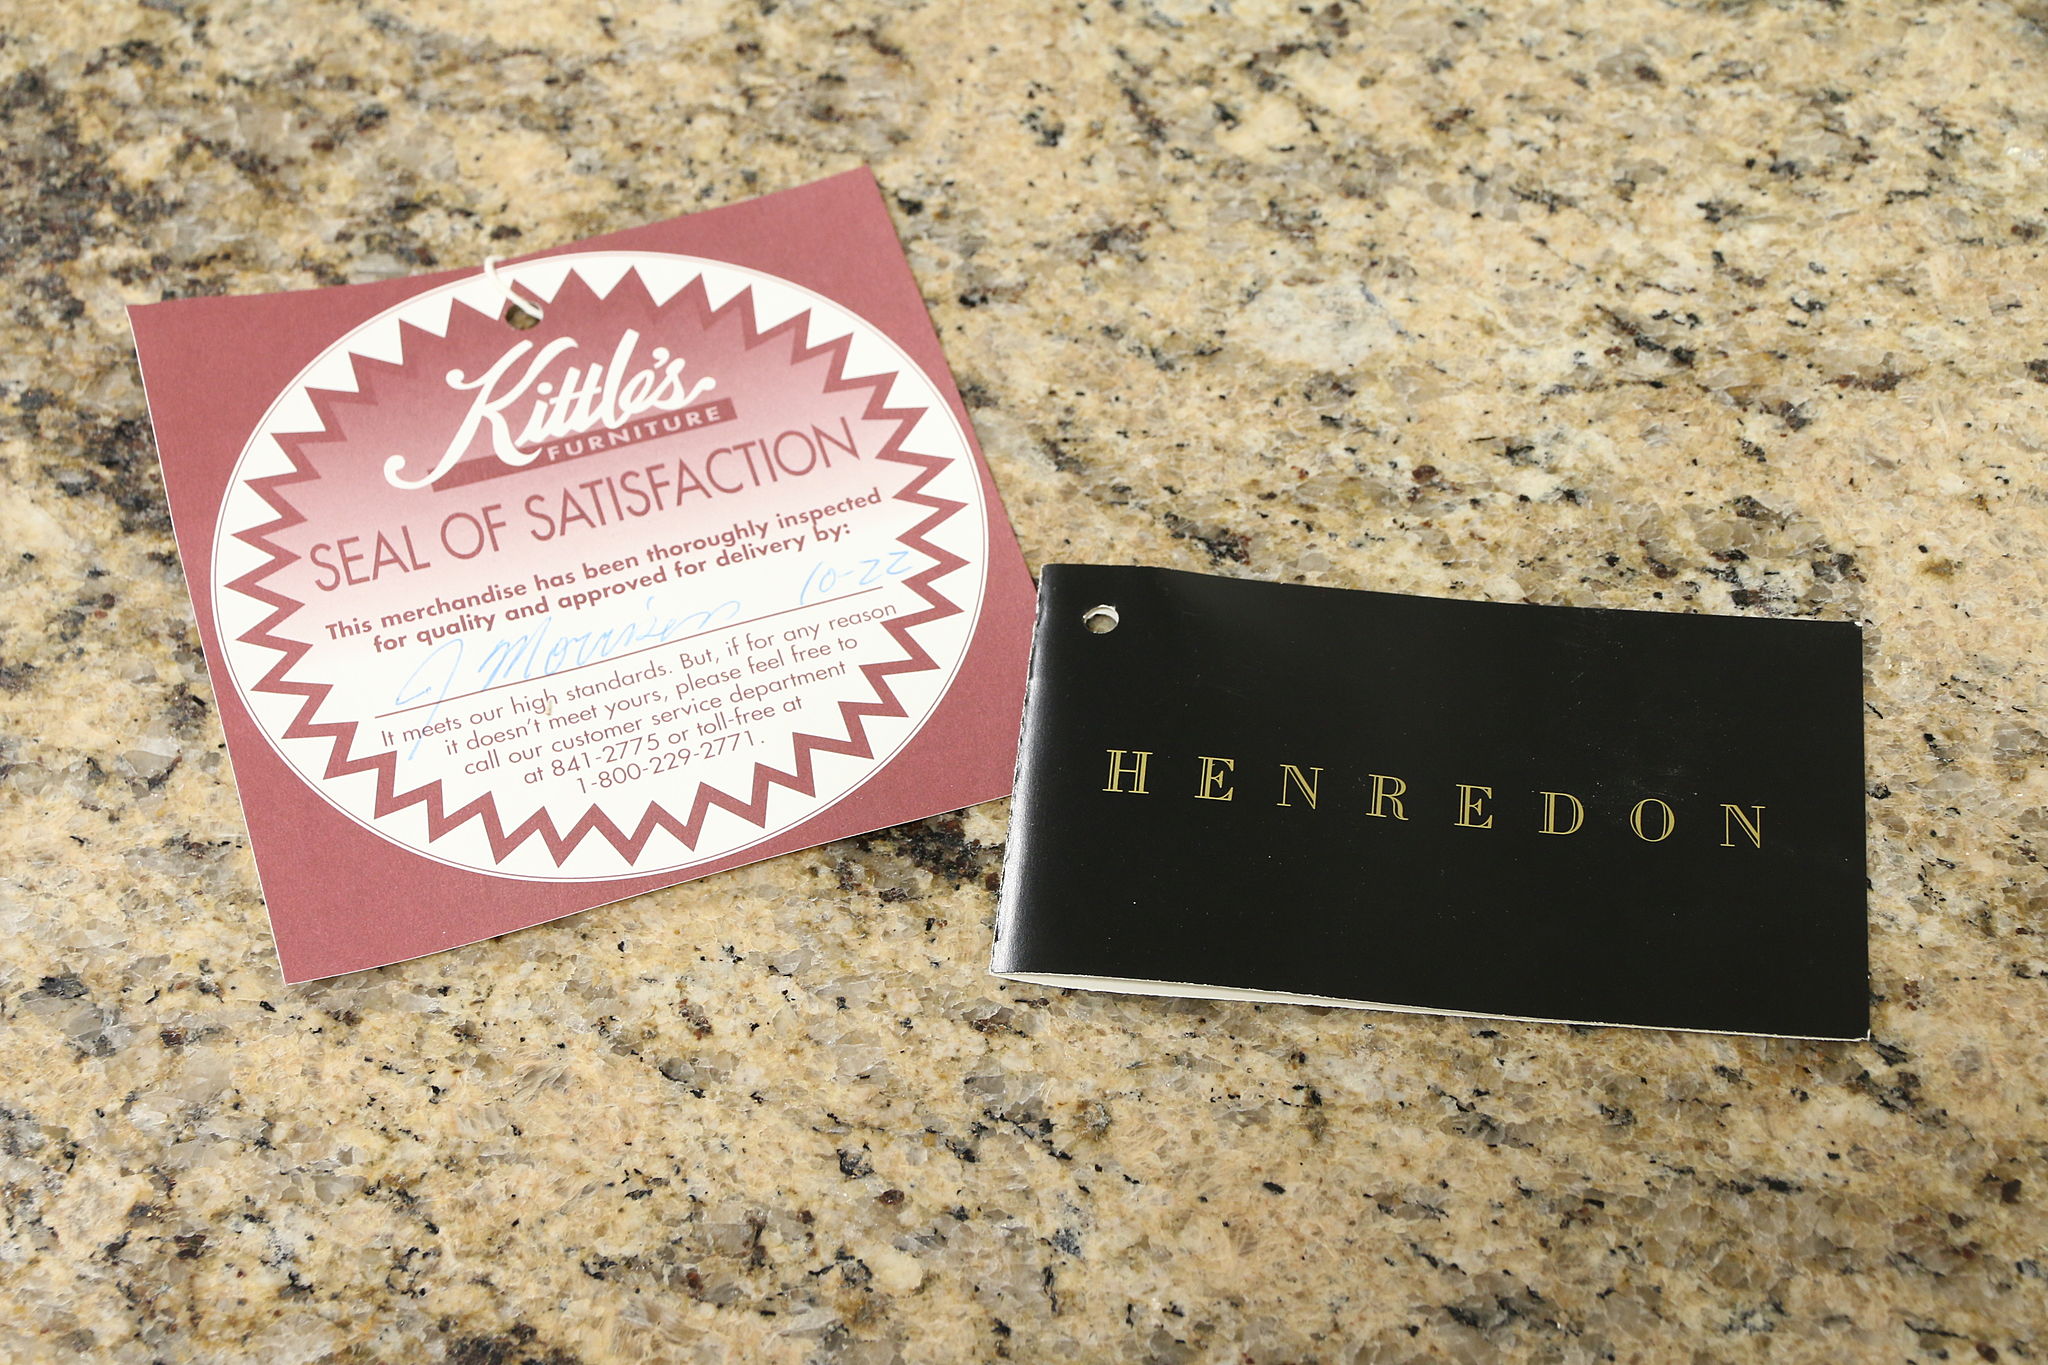 Kittle's
FURNITURE
SEAL OF SATISFACTION
This merchandise has been thoroughly inspected
for quality and approved for delivery by:
J Morrison 10-22
It meets our high standards. But, if for any reason
it doesn't meet yours, please feel free to
call our customer service department
at 841-2775 or toll-free at
1-800-229-2771.
HENREDON